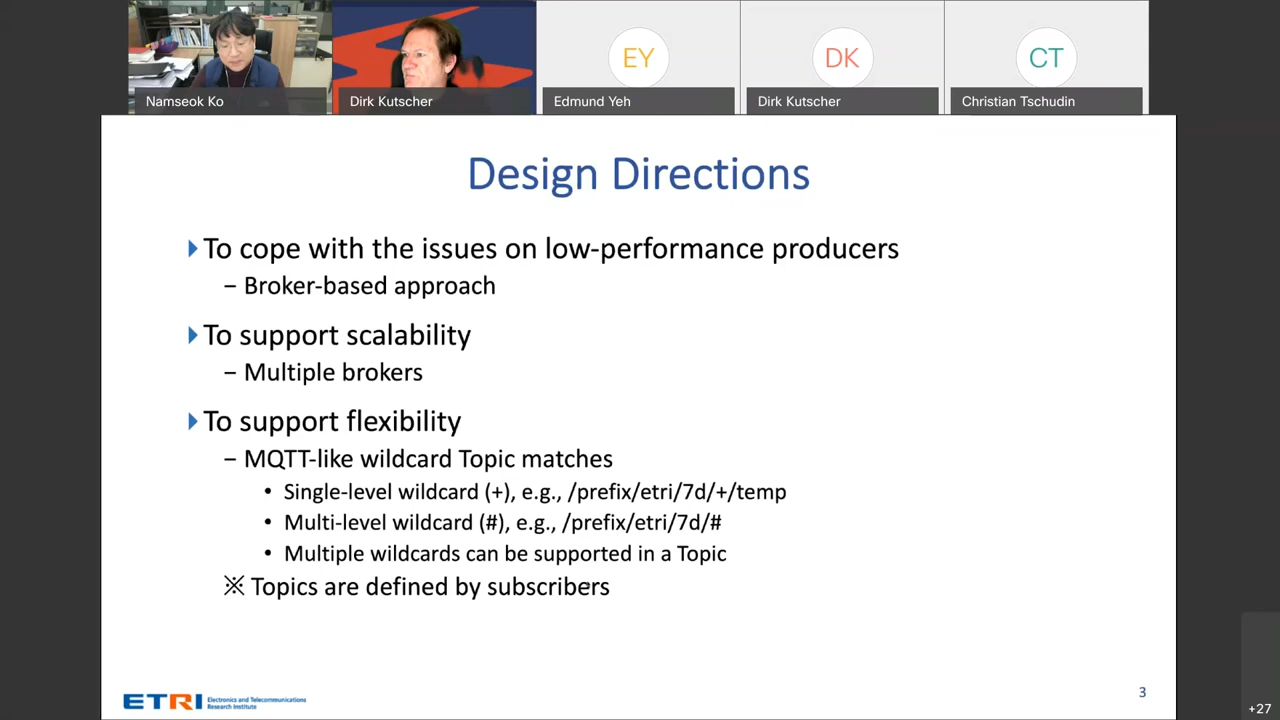 EY
DK
CT
Namseok Ko
Dirk Kutscher
Edmund Yeh
Dirk Kutscher
Christian Tschudin
Design Directions
To cope with the issues on low-performance producers
– Broker-based approach
To support scalability
– Multiple brokers
To support flexibility
– MQTT-like wildcard Topic matches
• Single-level wildcard (+), e.g., /prefix/etri/7d/+/temp
• Multi-level wildcard (#), e.g., /prefix/etri/7d/#
• Multiple wildcards can be supported in a Topic
※ Topics are defined by subscribers
ETRI Electronics and Telecommunications
Research Institute
3
+27